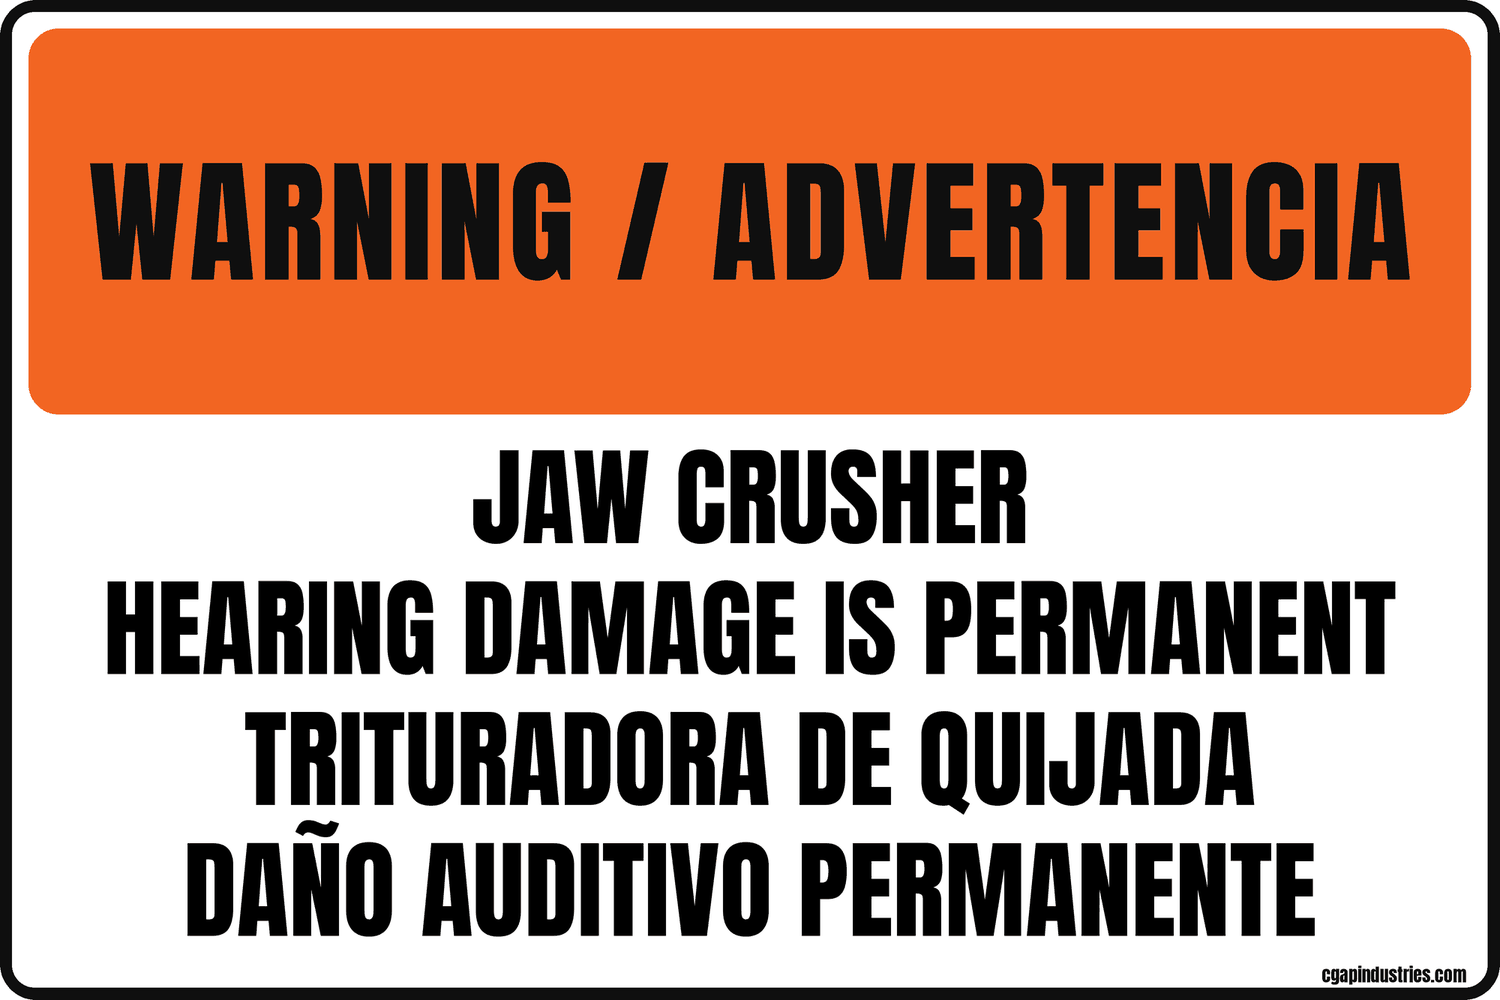 WARNING / ADVERTENCIA
JAW CRUSHER
HEARING DAMAGE IS PERMANENT
TRITURADORA DE QUIJADA
DAÑO AUDITIVO PERMANENTE
cgapindustries.com